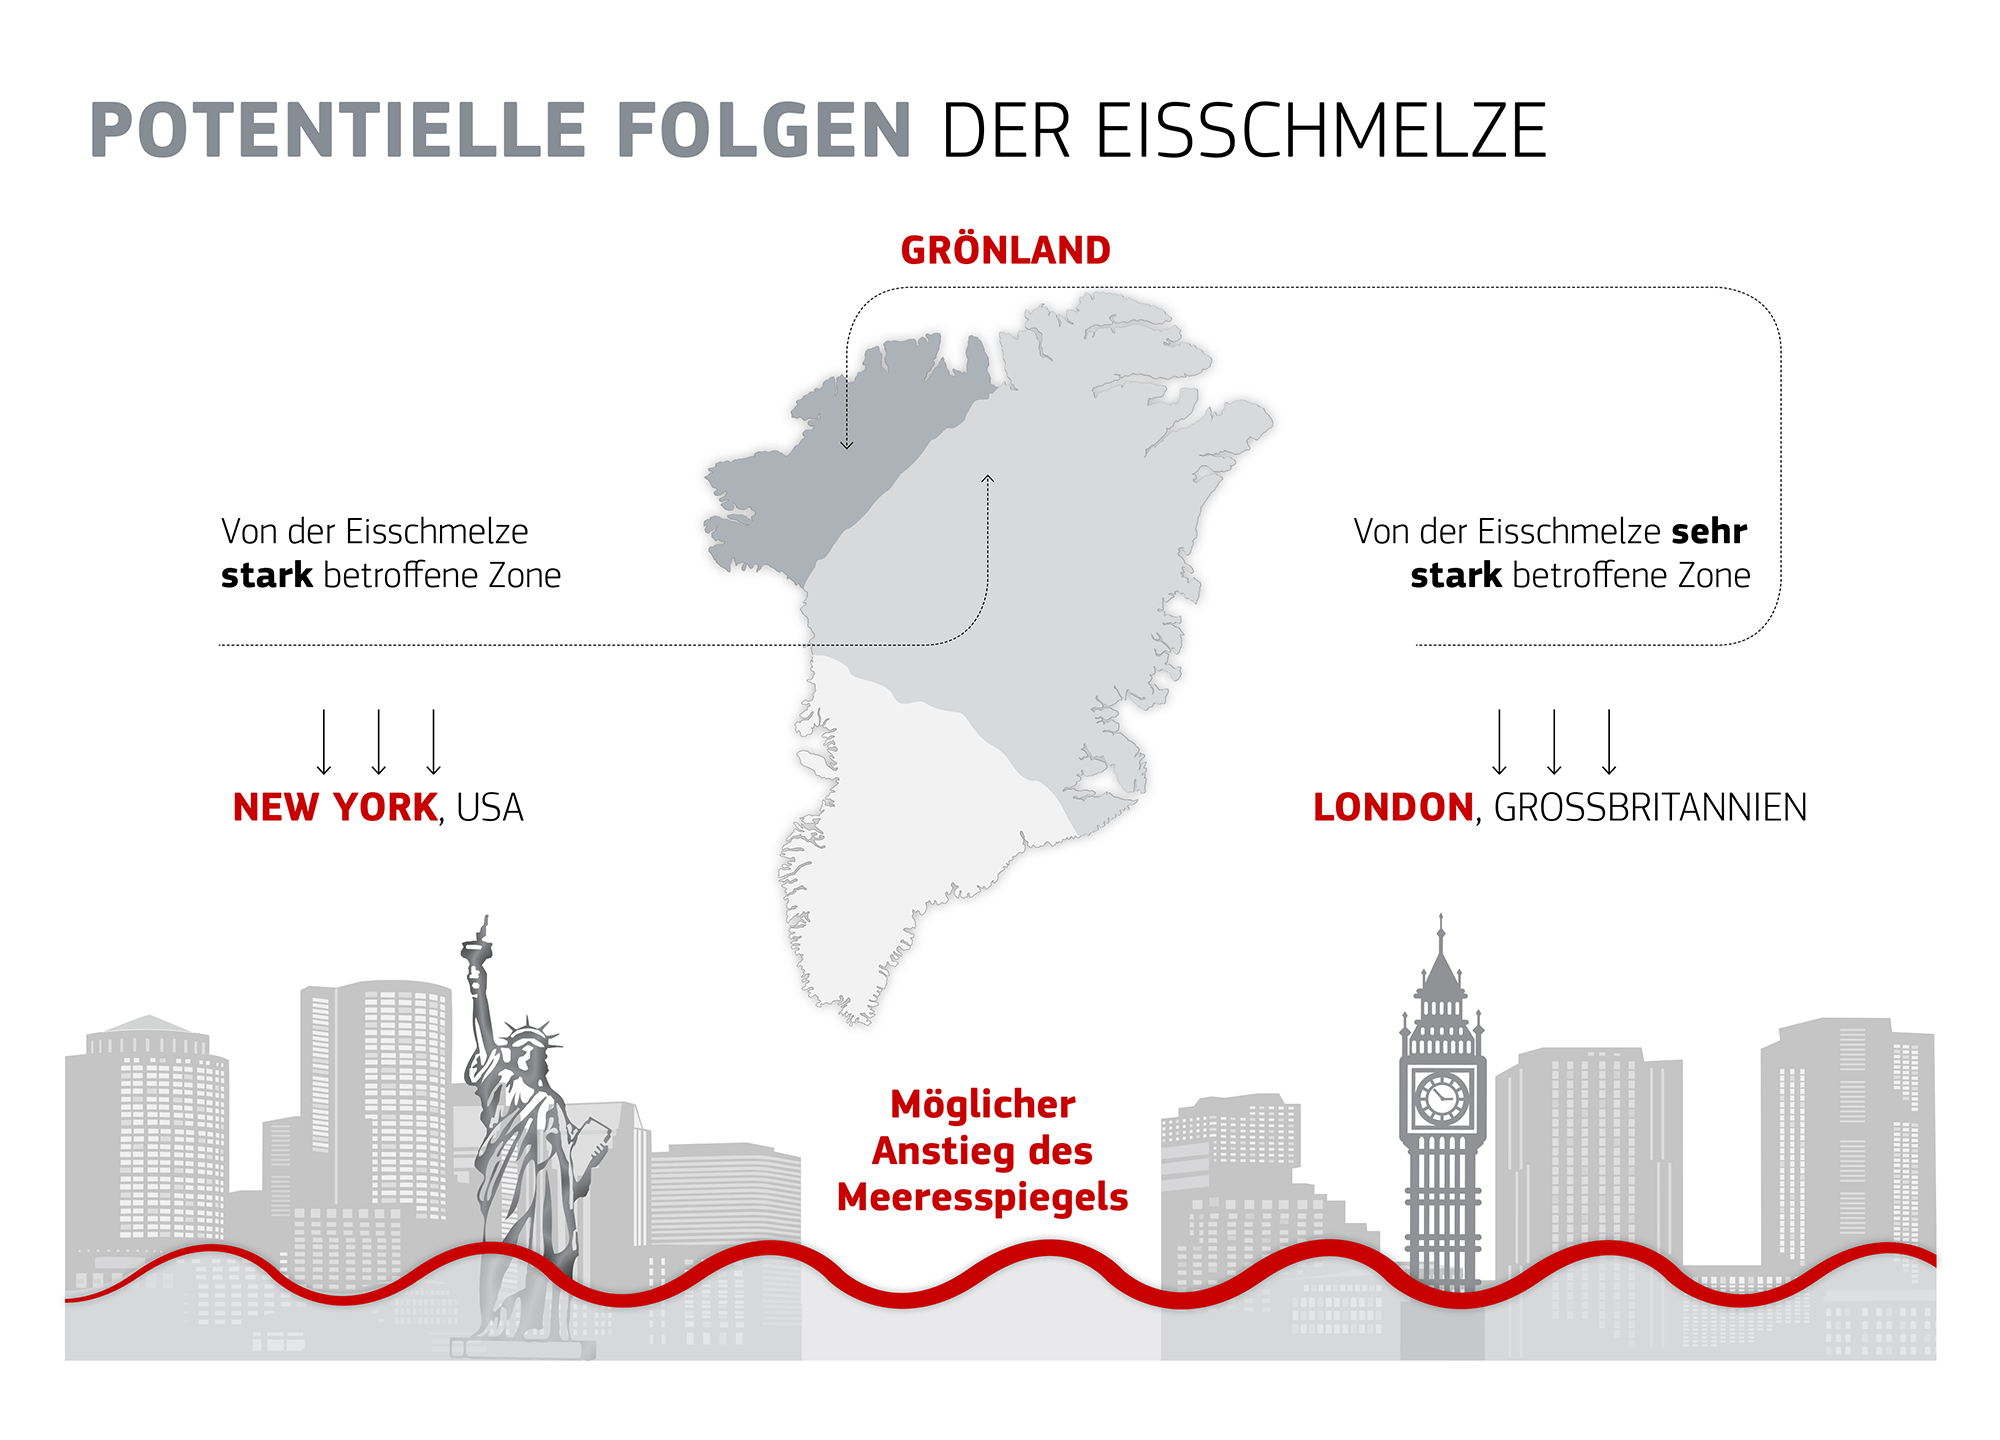 POTENTIELLE FOLGEN DER EISSCHMELZE
GRÖNLAND
Von der Eisschmelze
stark betroffene Zone
Von der Eisschmelze sehr
stark betroffene Zone
NEW YORK, USA
LONDON, GROSSBRITANNIEN
Möglicher
Anstieg des
Meeresspiegels